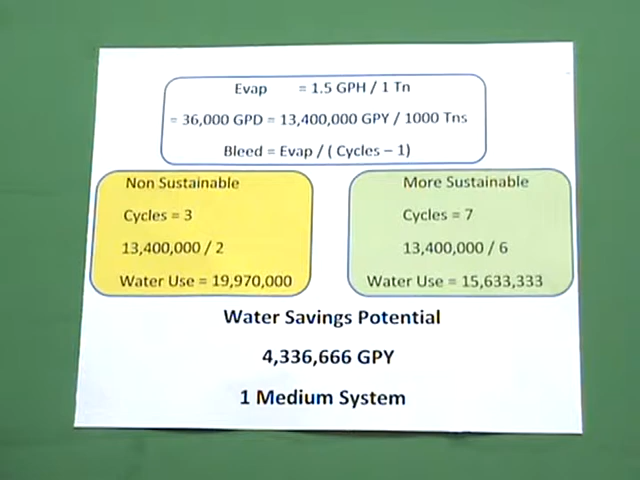 Evap = 1.5 GPH / 1 Tn
= 36,000 GPD = 13,400,000 GPY / 1000 Tns
Bleed = Evap / ( Cycles – 1)
Non Sustainable
Cycles = 3
13,400,000 / 2
Water Use = 19,970,000
More Sustainable
Cycles = 7
13,400,000 / 6
Water Use = 15,633,333
Water Savings Potential
4,336,666 GPY
1 Medium System